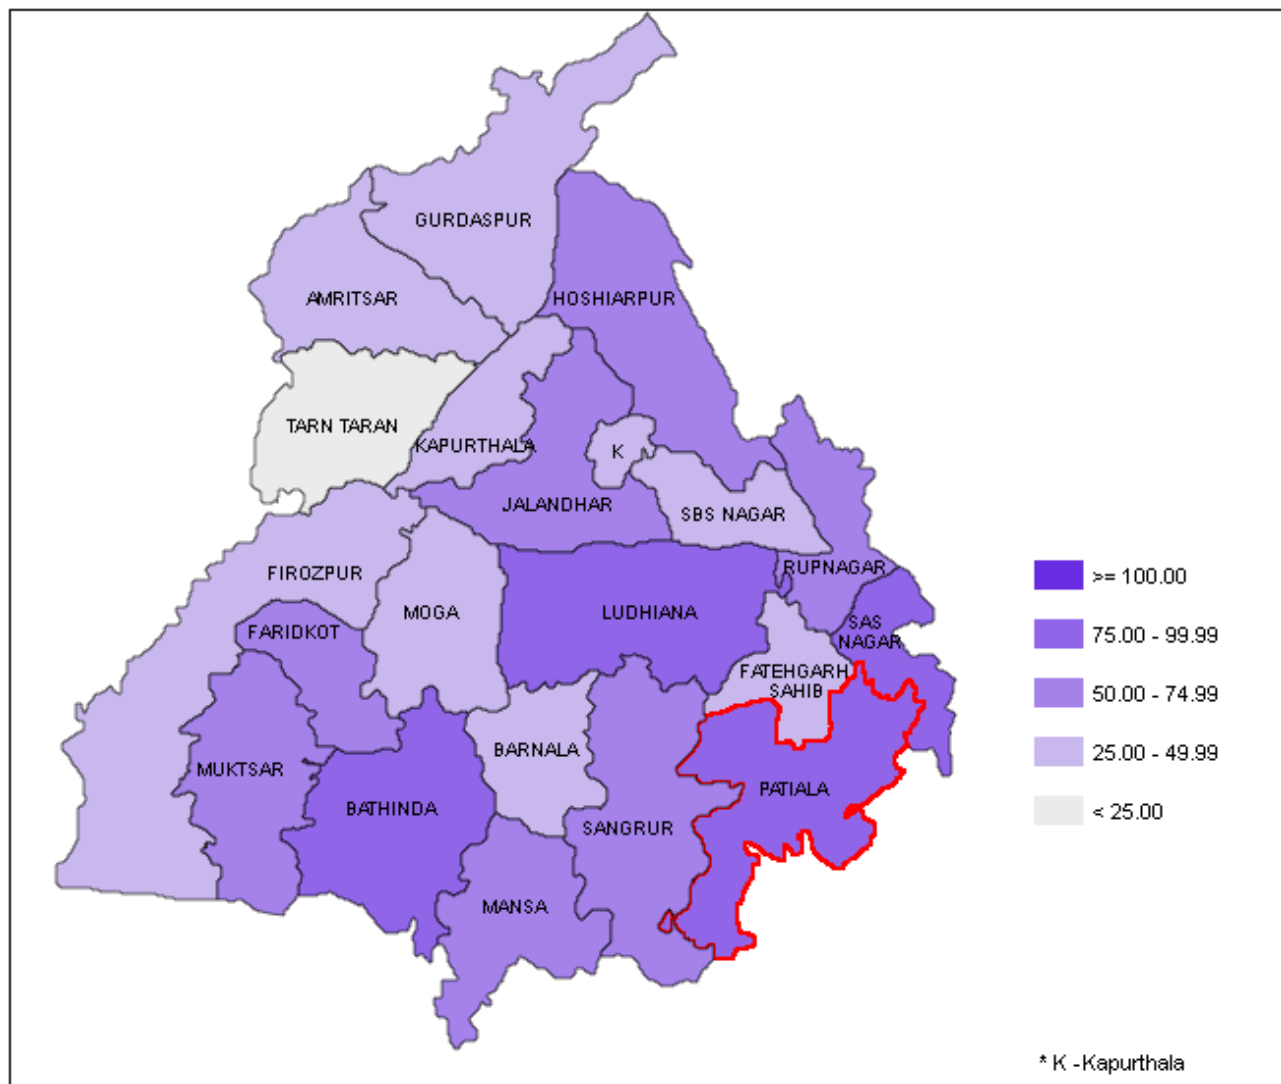 GURDASPUR
AMRITSAR
HOSHIARPUR
TARN TARAN
KAPURTHALA
K
JALANDHAR
SBS NAGAR
FIROZPUR
RUPNAGAR
MOGA
LUDHIANA
FARIDKOT
SAS
NAGAR
FATEHGARH
SAHIB
BARNALA
MUKTSAR
PATIALA
BATHINDA
SANGRUR
MANSA
>= 100.00
75.00 - 99.99
50.00 - 74.99
25.00 - 49.99
< 25.00
* K -Kapurthala